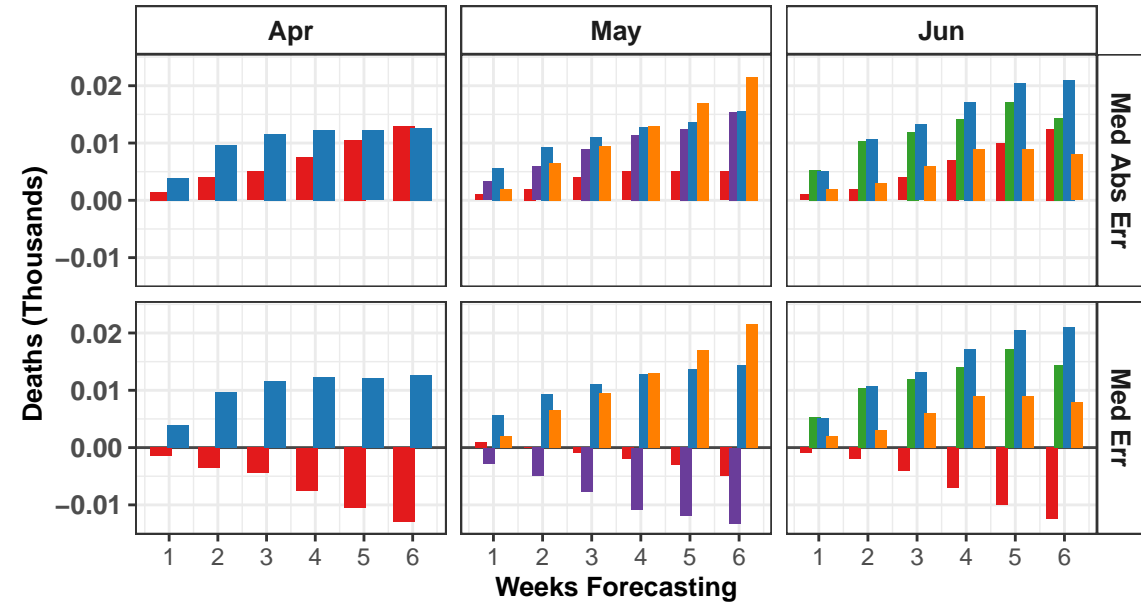 Apr May Jun
0.02
0.01
0.00
−0.01
Med Abs Err
0.02
0.01
0.00
−0.01
Med Err
Deaths (Thousands)
1 2 3 4 5 6 1 2 3 4 5 6 1 2 3 4 5 6
Weeks Forecasting